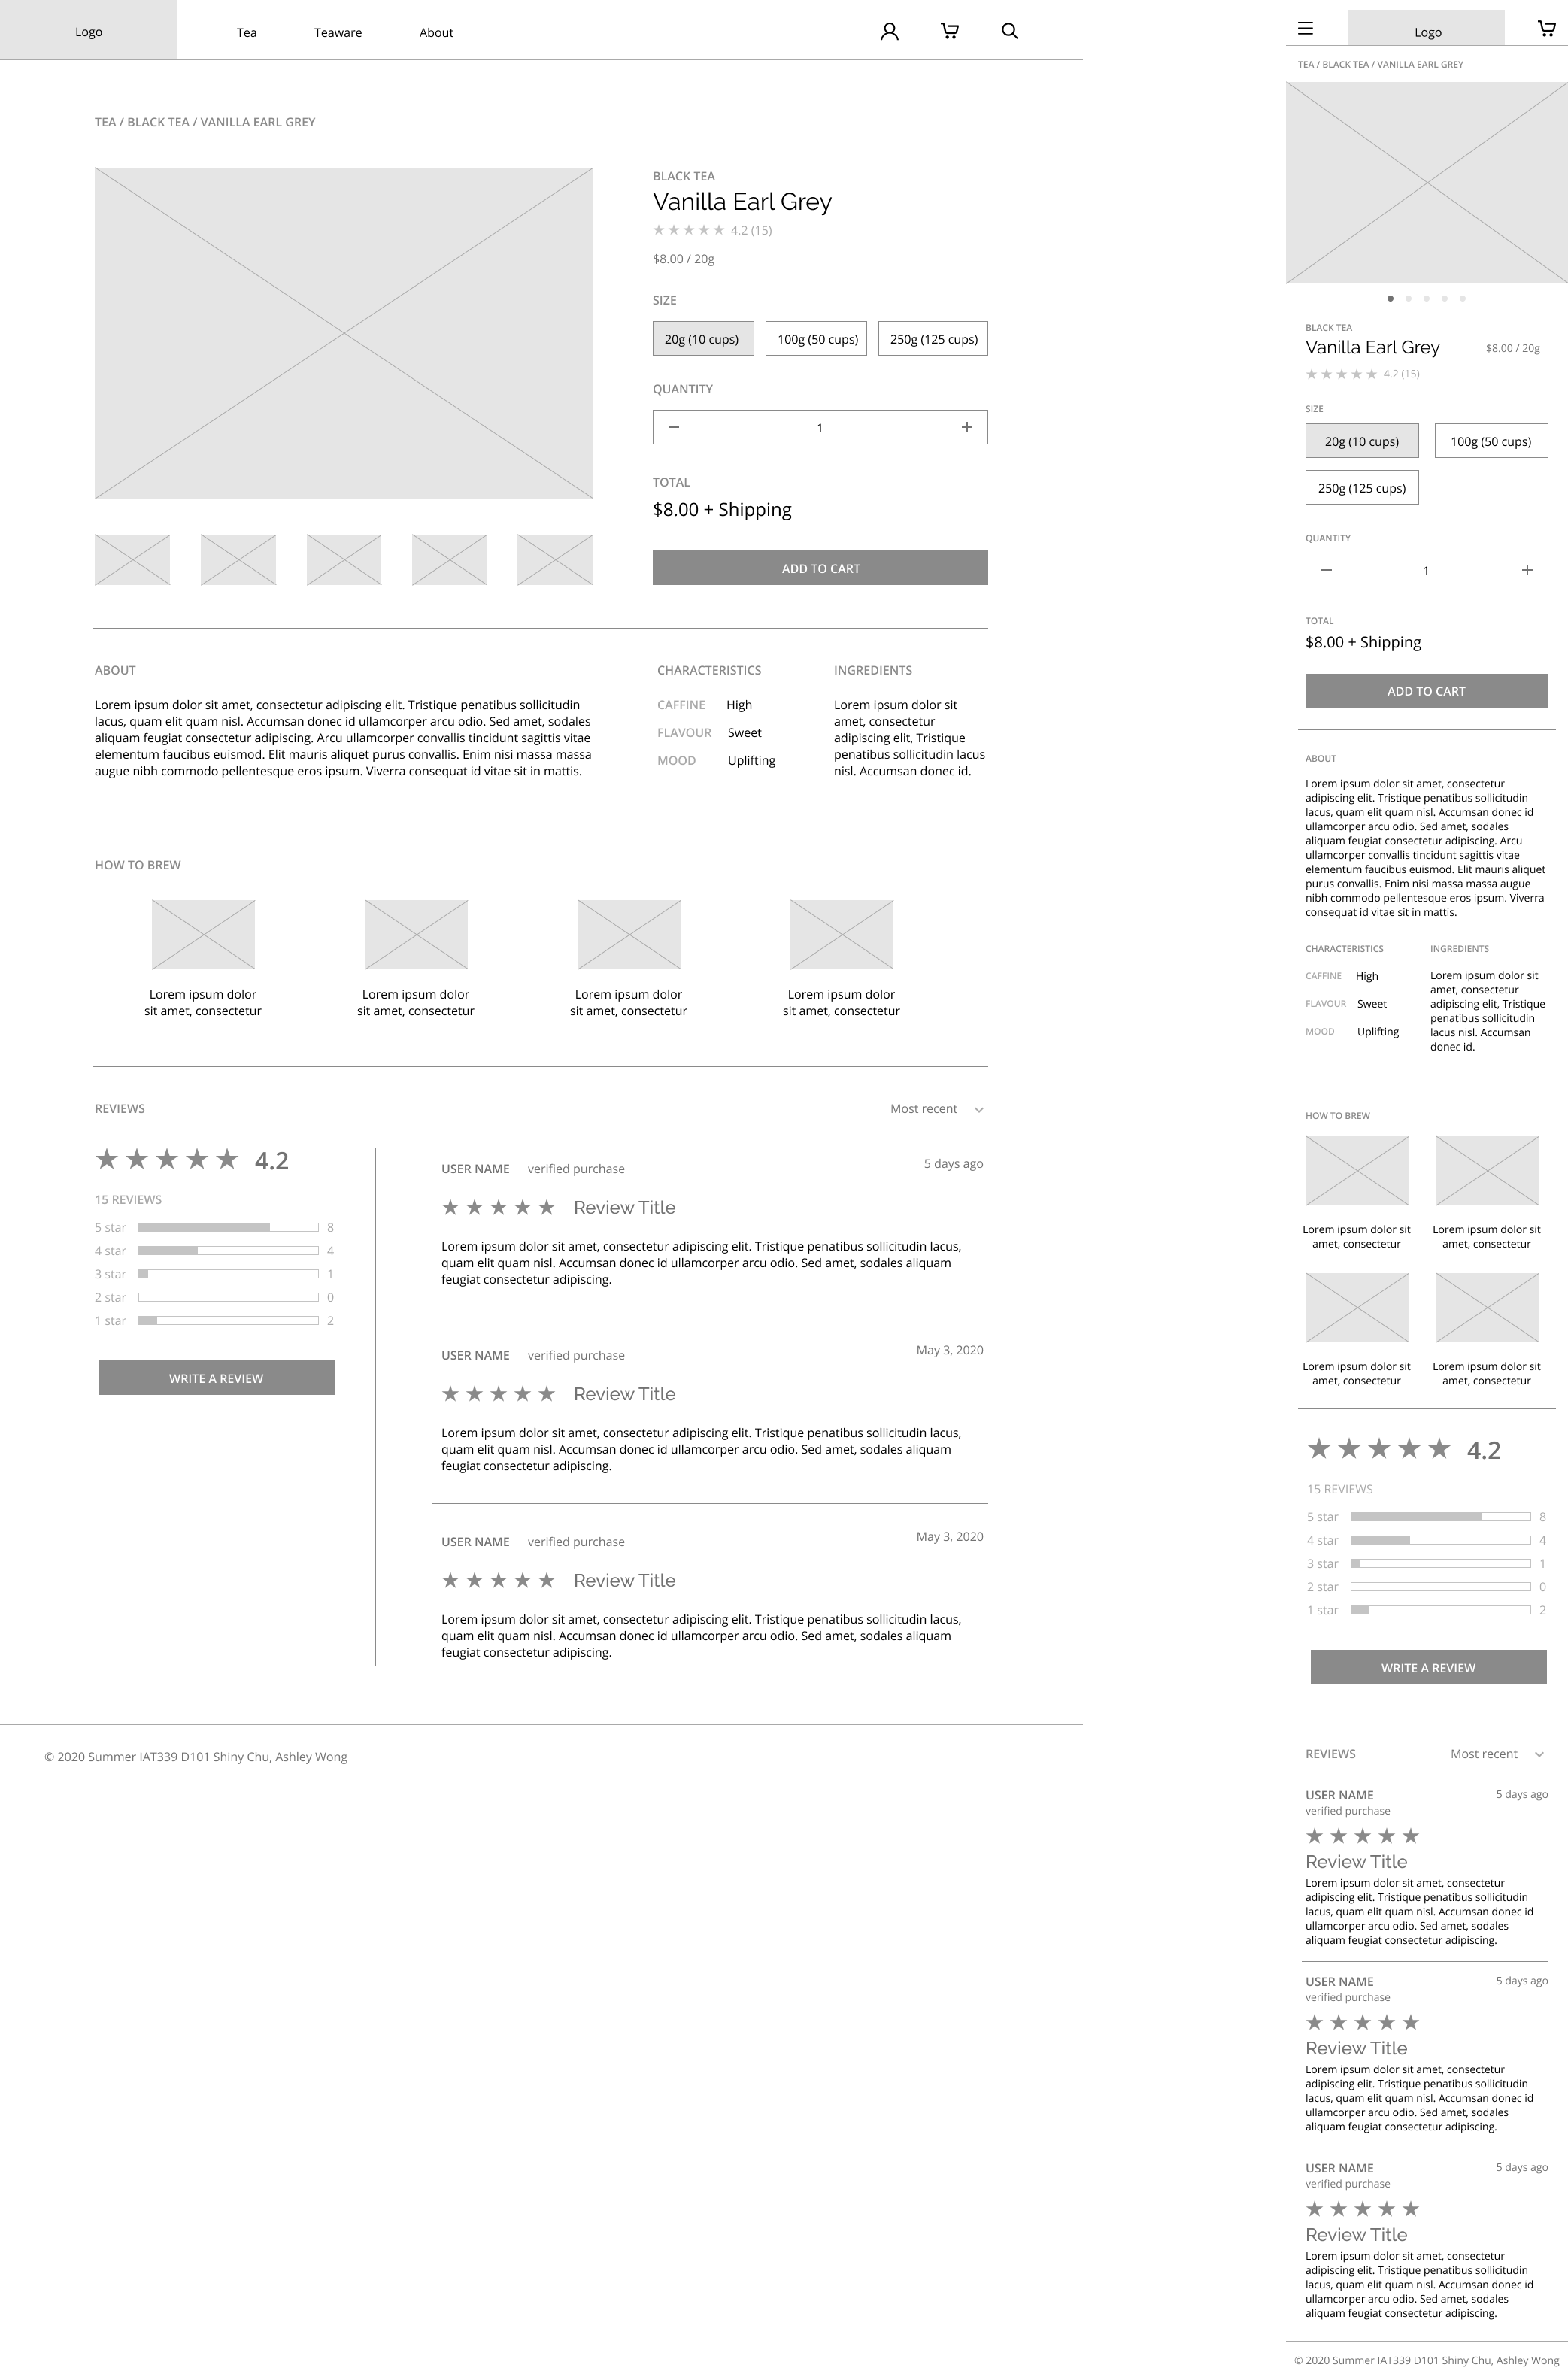 Logo
Tea Teaware About
TEA / BLACK TEA / VANILLA EARL GREY
BLACK TEA
Vanilla Earl Grey
4.2 (15)
$8.00 / 20g
SIZE
20g (10 cups) 100g (50 cups) 250g (125 cups)
QUANTITY
1
TOTAL
$8.00 + Shipping
ADD TO CART
ABOUT
Lorem ipsum dolor sit amet, consectetur adipiscing elit. Tristique penatibus sollicitudin
lacus, quam elit quam nisl. Accumsan donec id ullamcorper arcu odio. Sed amet, sodales
aliquam feugiat consectetur adipiscing. Arcu ullamcorper convallis tincidunt sagittis vitae
elementum faucibus euismod. Elit mauris aliquet purus convallis. Enim nisi massa massa
augue nibh commodo pellentesque eros ipsum. Viverra consequat id vitae sit in mattis.
CHARACTERISTICS
CAFFINE High
FLAVOUR Sweet
MOOD Uplifting
INGREDIENTS
Lorem ipsum dolor sit
amet, consectetur
adipiscing elit, Tristique
penatibus sollicitudin lacus
nisl. Accumsan donec id.
HOW TO BREW
Lorem ipsum dolor
sit amet, consectetur
Lorem ipsum dolor
sit amet, consectetur
Lorem ipsum dolor
sit amet, consectetur
Lorem ipsum dolor
sit amet, consectetur
REVIEWS
Most recent
4.2
15 REVIEWS
5 star 8
4 star 4
3 star 1
2 star 0
1 star 2
WRITE A REVIEW
USER NAME verified purchase 5 days ago
Review Title
Lorem ipsum dolor sit amet, consectetur adipiscing elit. Tristique penatibus sollicitudin lacus,
quam elit quam nisl. Accumsan donec id ullamcorper arcu odio. Sed amet, sodales aliquam
feugiat consectetur adipiscing.
USER NAME verified purchase May 3, 2020
Review Title
Lorem ipsum dolor sit amet, consectetur adipiscing elit. Tristique penatibus sollicitudin lacus,
quam elit quam nisl. Accumsan donec id ullamcorper arcu odio. Sed amet, sodales aliquam
feugiat consectetur adipiscing.
USER NAME verified purchase May 3, 2020
Review Title
Lorem ipsum dolor sit amet, consectetur adipiscing elit. Tristique penatibus sollicitudin lacus,
quam elit quam nisl. Accumsan donec id ullamcorper arcu odio. Sed amet, sodales aliquam
feugiat consectetur adipiscing.
© 2020 Summer IAT339 D101 Shiny Chu, Ashley Wong
Logo
TEA / BLACK TEA / VANILLA EARL GREY
BLACK TEA
Vanilla Earl Grey $8.00 / 20g
4.2 (15)
SIZE
20g (10 cups) 100g (50 cups)
250g (125 cups)
QUANTITY
1
TOTAL
$8.00 + Shipping
ADD TO CART
ABOUT
Lorem ipsum dolor sit amet, consectetur
adipiscing elit. Tristique penatibus sollicitudin
lacus, quam elit quam nisl. Accumsan donec id
ullamcorper arcu odio. Sed amet, sodales
aliquam feugiat consectetur adipiscing. Arcu
ullamcorper convallis tincidunt sagittis vitae
elementum faucibus euismod. Elit mauris aliquet
purus convallis. Enim nisi massa massa augue
nibh commodo pellentesque eros ipsum. Viverra
consequat id vitae sit in mattis.
CHARACTERISTICS
CAFFINE High
FLAVOUR Sweet
MOOD Uplifting
INGREDIENTS
Lorem ipsum dolor sit
amet, consectetur
adipiscing elit, Tristique
penatibus sollicitudin
lacus nisl. Accumsan
donec id.
HOW TO BREW
Lorem ipsum dolor sit
amet, consectetur
Lorem ipsum dolor sit
amet, consectetur
Lorem ipsum dolor sit
amet, consectetur
Lorem ipsum dolor sit
amet, consectetur
4.2
15 REVIEWS
5 star 8
4 star 4
3 star 1
2 star 0
1 star 2
WRITE A REVIEW
REVIEWS Most recent
USER NAME 5 days ago
verified purchase
Review Title
Lorem ipsum dolor sit amet, consectetur
adipiscing elit. Tristique penatibus sollicitudin
lacus, quam elit quam nisl. Accumsan donec id
ullamcorper arcu odio. Sed amet, sodales
aliquam feugiat consectetur adipiscing.
USER NAME 5 days ago
verified purchase
Review Title
Lorem ipsum dolor sit amet, consectetur
adipiscing elit. Tristique penatibus sollicitudin
lacus, quam elit quam nisl. Accumsan donec id
ullamcorper arcu odio. Sed amet, sodales
aliquam feugiat consectetur adipiscing.
USER NAME 5 days ago
verified purchase
Review Title
Lorem ipsum dolor sit amet, consectetur
adipiscing elit. Tristique penatibus sollicitudin
lacus, quam elit quam nisl. Accumsan donec id
ullamcorper arcu odio. Sed amet, sodales
aliquam feugiat consectetur adipiscing.
© 2020 Summer IAT339 D101 Shiny Chu, Ashley Wong